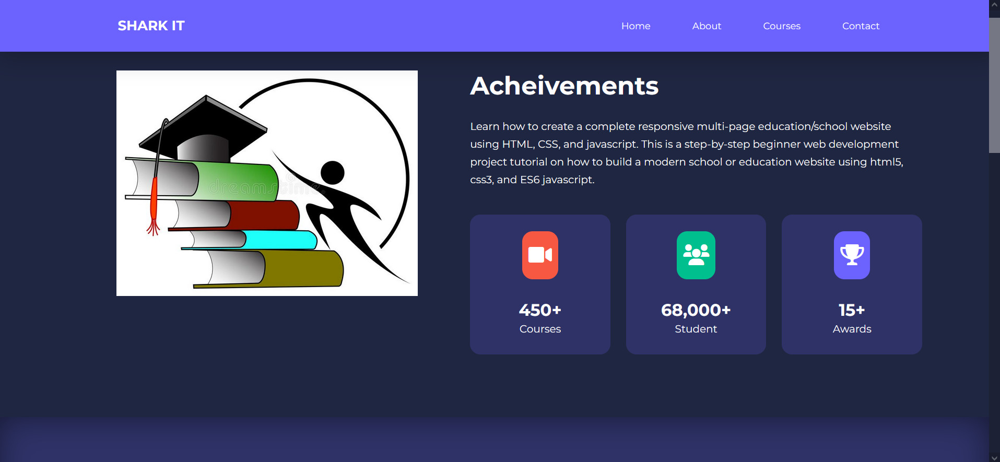 SHARK IT
Home
About
Courses
Contact
dreamstime.
Acheivements
Learn how to create a complete responsive multi-page education/school website
using HTML, CSS, and javascript. This is a step-by-step beginner web development
project tutorial on how to build a modern school or education website using html5,
css3, and ES6 javascript.
450+
Courses
68,000+
Student
15+
Awards